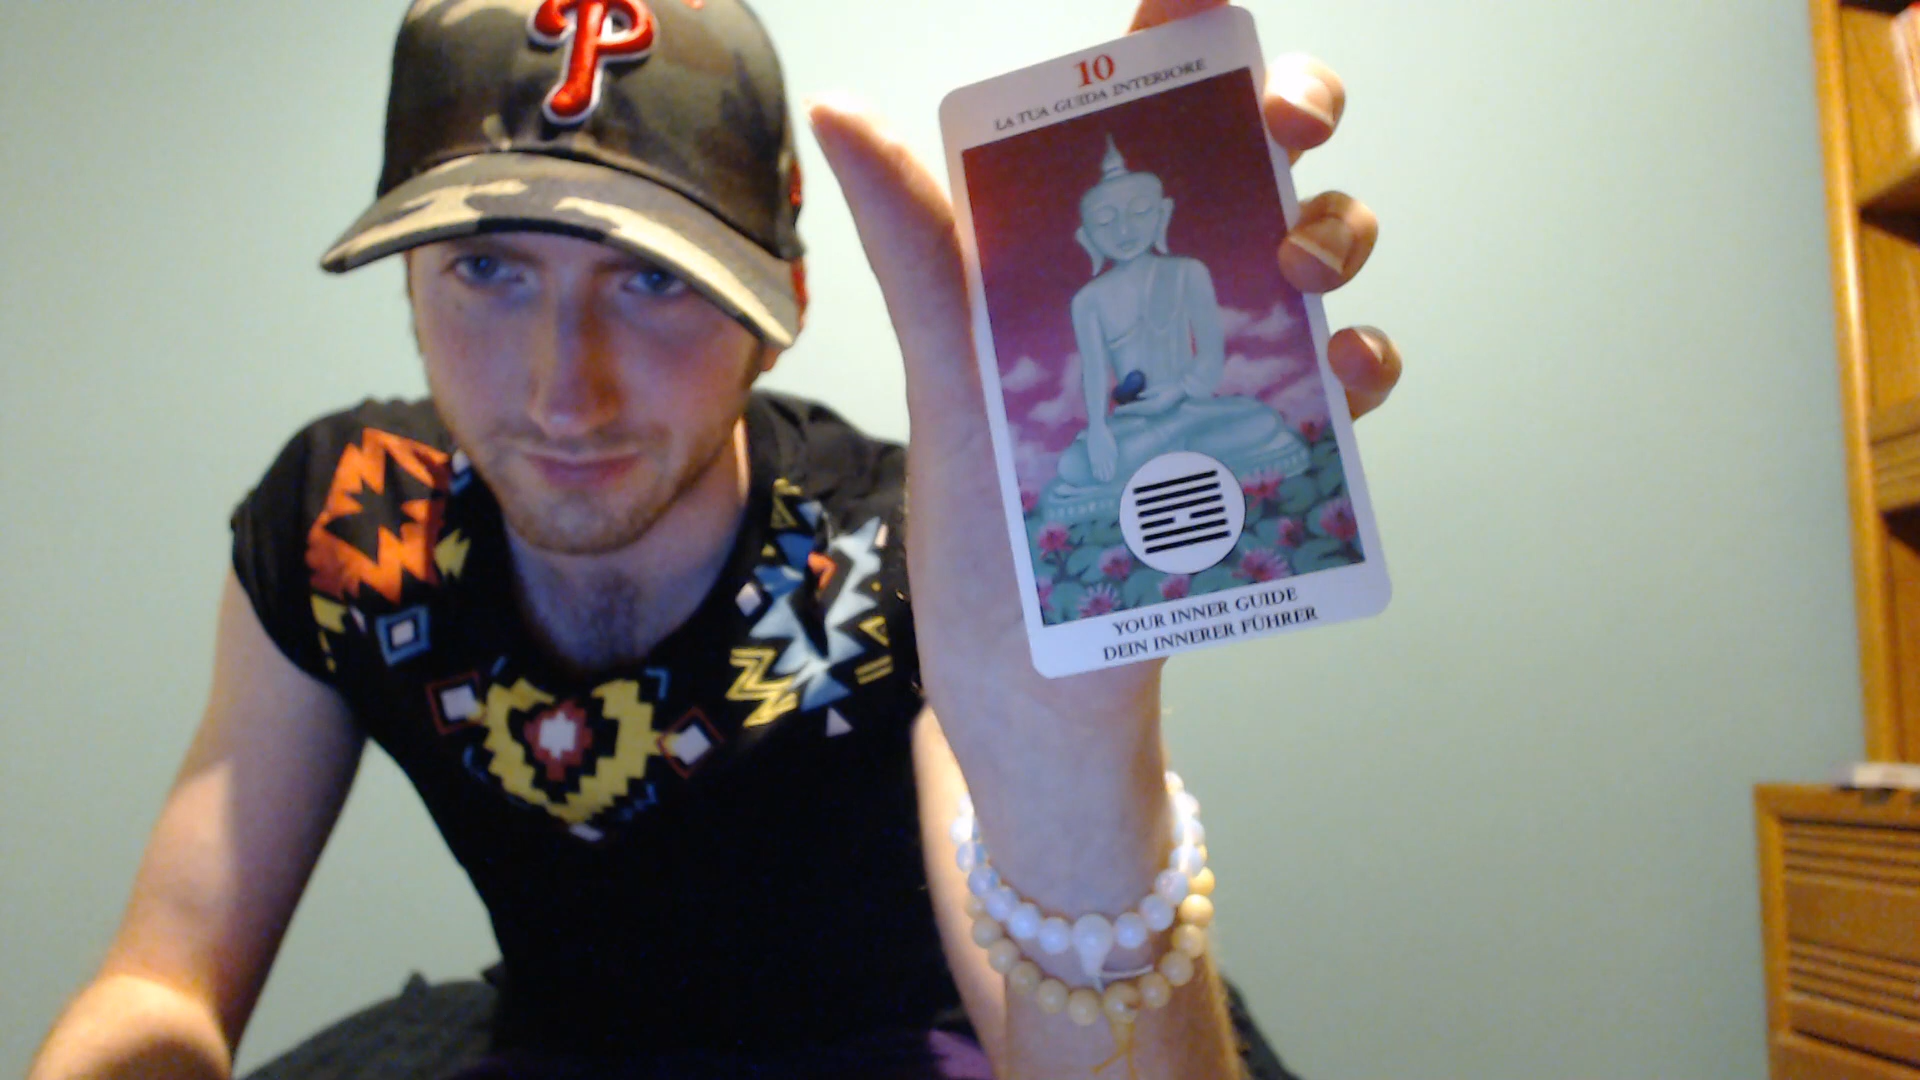 P
10
LA TUA GUIDA INTERIORE
YOUR INNER GUIDE
DEIN INNERER FÜHRER